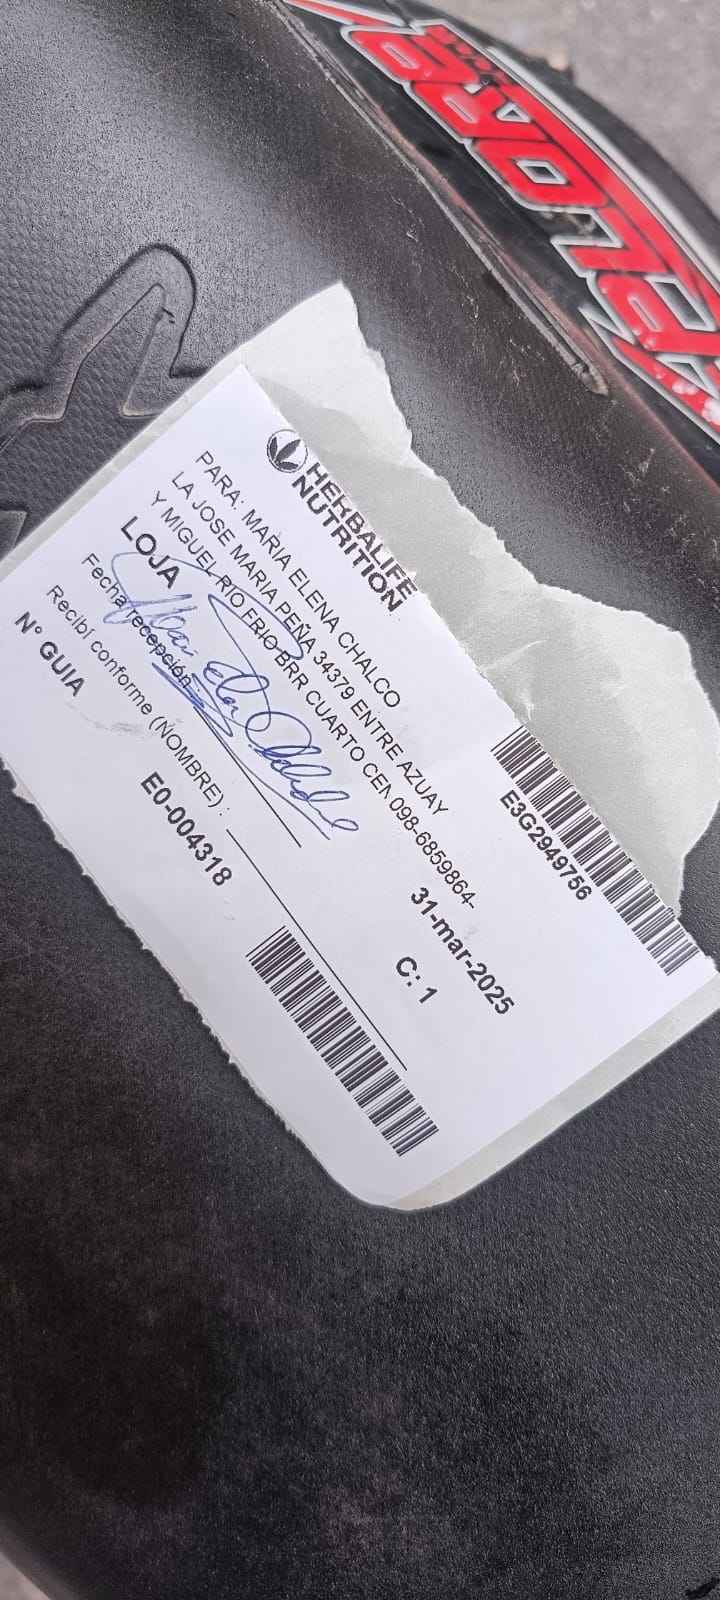 HERBALIFE
NUTRITION
E3G2949756
PARA: MARIA ELENA CHALCO
LA JOSE MARIA PEÑA 34379 ENTRE AZUAY
Y MIGUEL RIO FRIO BRR CUARTO CEN 098-6859864-
LOJA
31-mar-2025
Fecha recepción
C: 1
Recibí conforme (NOMBRE) :
N° GUIA
E0-004318